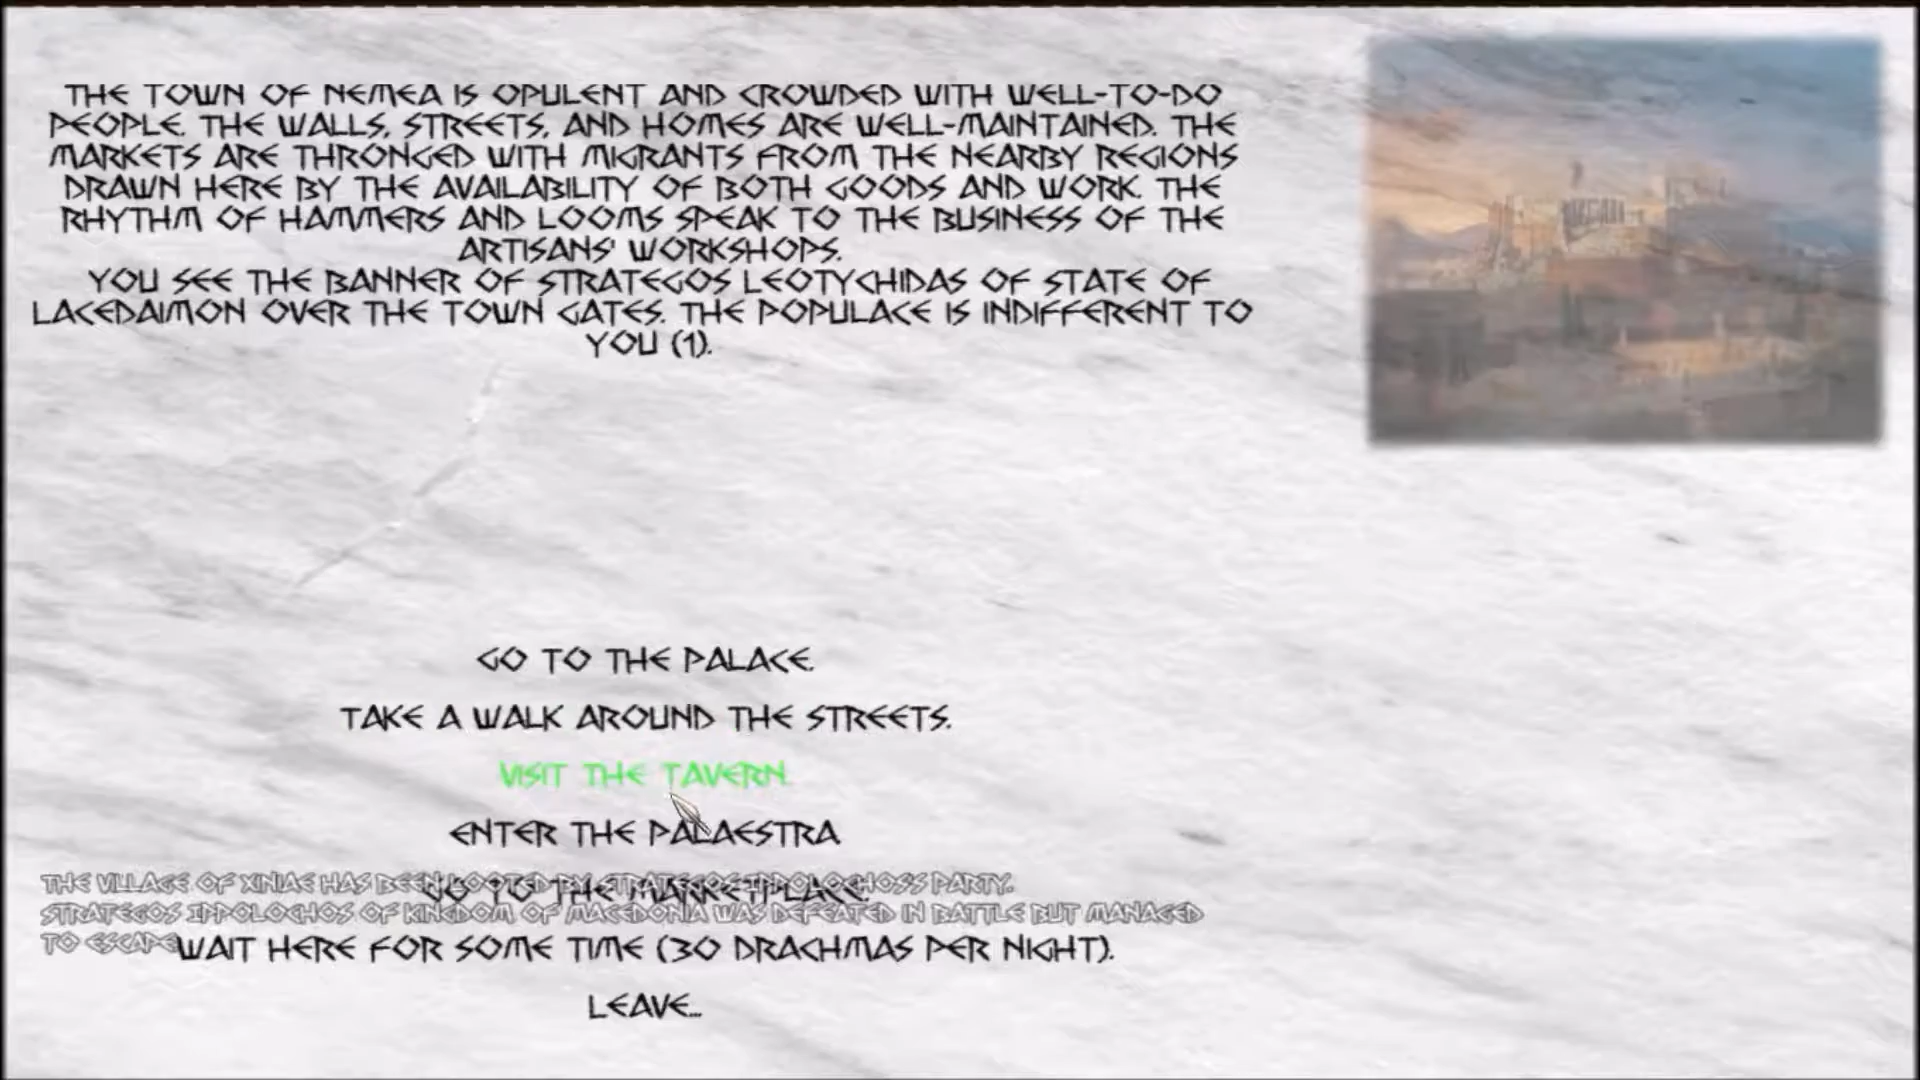 THE TOWN OF NEMEA IS OPULENT AND CROWDED WITH WELL-TO-DO
PEOPLE. THE WALLS, STREETS, AND HOMES ARE WELL-MAINTAINED. THE
MARKETS ARE THRONGED WITH MIGRANTS FROM THE NEARBY REGIONS
DRAWN HERE BY THE AVAILABILITY OF BOTH GOODS AND WORK. THE
RHYTHM OF HAMMERS AND LOOMS SPEAK TO THE BUSINESS OF THE
ARTISANS' WORKSHOPS.
YOU SEE THE BANNER OF STRATEGOS LEOTYCHIDAS OF STATE OF
LACEDAIMON OVER THE TOWN GATES. THE POPULACE IS INDIFFERENT TO
YOU (1).
GO TO THE PALACE.
TAKE A WALK AROUND THE STREETS.
VISIT THE TAVERN.
ENTER THE PALAESTRA.
THE VILLAGE OF XINIAE HAS BEEN LOOTED BY STRATEGOS IPPOLOCHOS'S PARTY.
GO TO THE MARKETPLACE.
STRATEGOS IPPOLOCHOS OF KINGDOM OF MACEDONIA WAS DEFEATED IN BATTLE BUT MANAGED
TO ESCAPE.
WAIT HERE FOR SOME TIME (30 DRACHMAS PER NIGHT).
LEAVE...